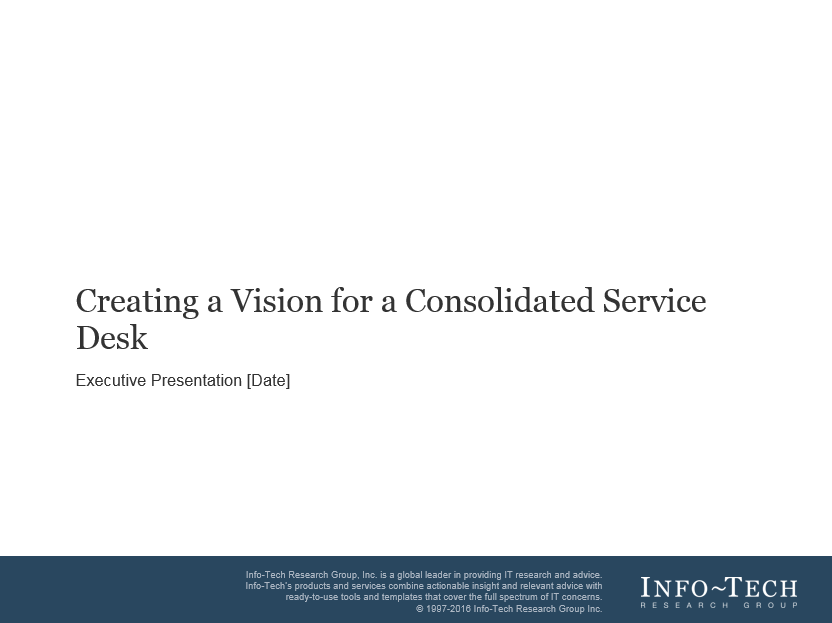 Creating a Vision for a Consolidated Service
Desk
Executive Presentation [Date]
Info-Tech Research Group, Inc. is a global leader in providing IT research and advice.
Info-Tech's products and services combine actionable insight and relevant advice with
ready-to-use tools and templates that cover the full spectrum of IT concerns.
© 1997-2016 Info-Tech Research Group Inc.
INFO~TECH
RESEARCH GROUP